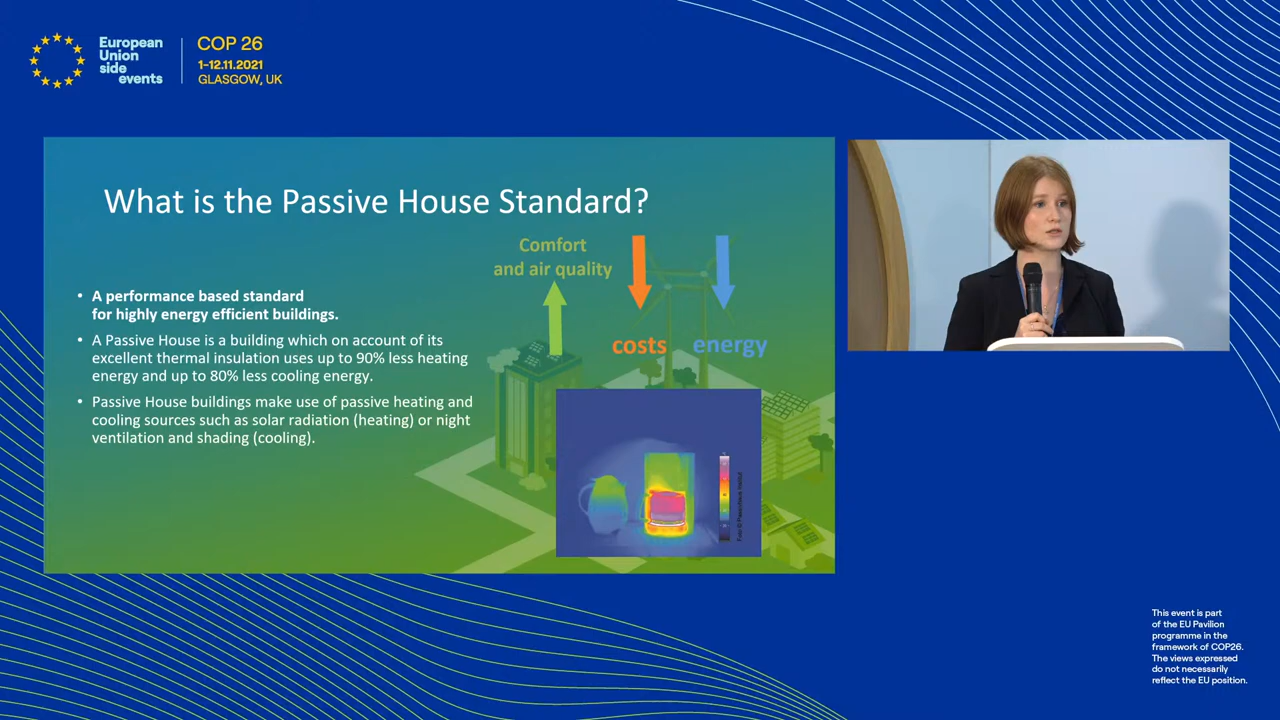 European
Union
side
events
COP 26
1-12.11.2021
GLASGOW, UK
What is the Passive House Standard?
Comfort
and air quality
costs
energy
• A performance based standard
for highly energy efficient buildings.
• A Passive House is a building which on account of its
excellent thermal insulation uses up to 90% less heating
energy and up to 80% less cooling energy.
• Passive House buildings make use of passive heating and
cooling sources such as solar radiation (heating) or night
ventilation and shading (cooling).
This event is part
of the EU Pavilion
programme in the
framework of COP26.
The views expressed
do not necessarily
reflect the EU position.